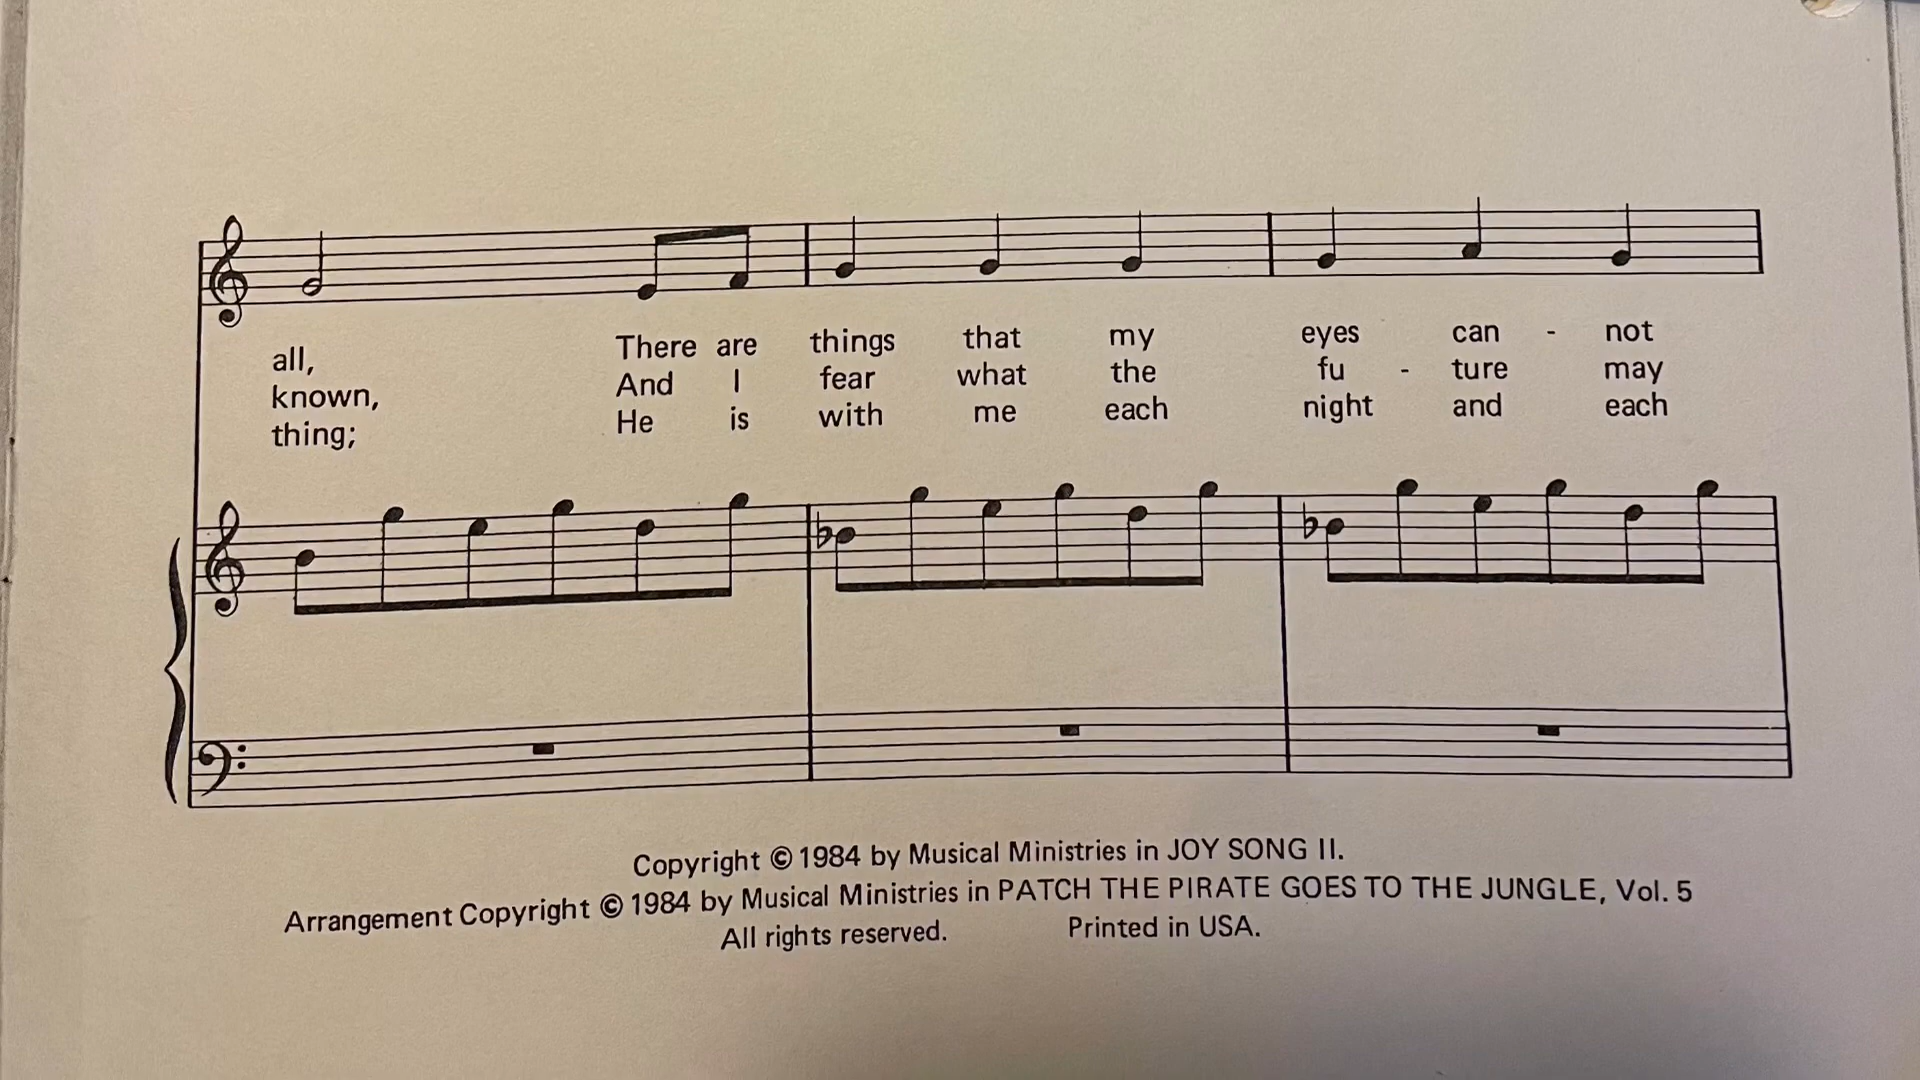 all, There are things that my eyes can - not
known, And I fear what the fu - ture may
thing; He is with me each night and each
Copyright © 1984 by Musical Ministries in JOY SONG II.
Arrangement Copyright © 1984 by Musical Ministries in PATCH THE PIRATE GOES TO THE JUNGLE, Vol. 5
All rights reserved. Printed in USA.